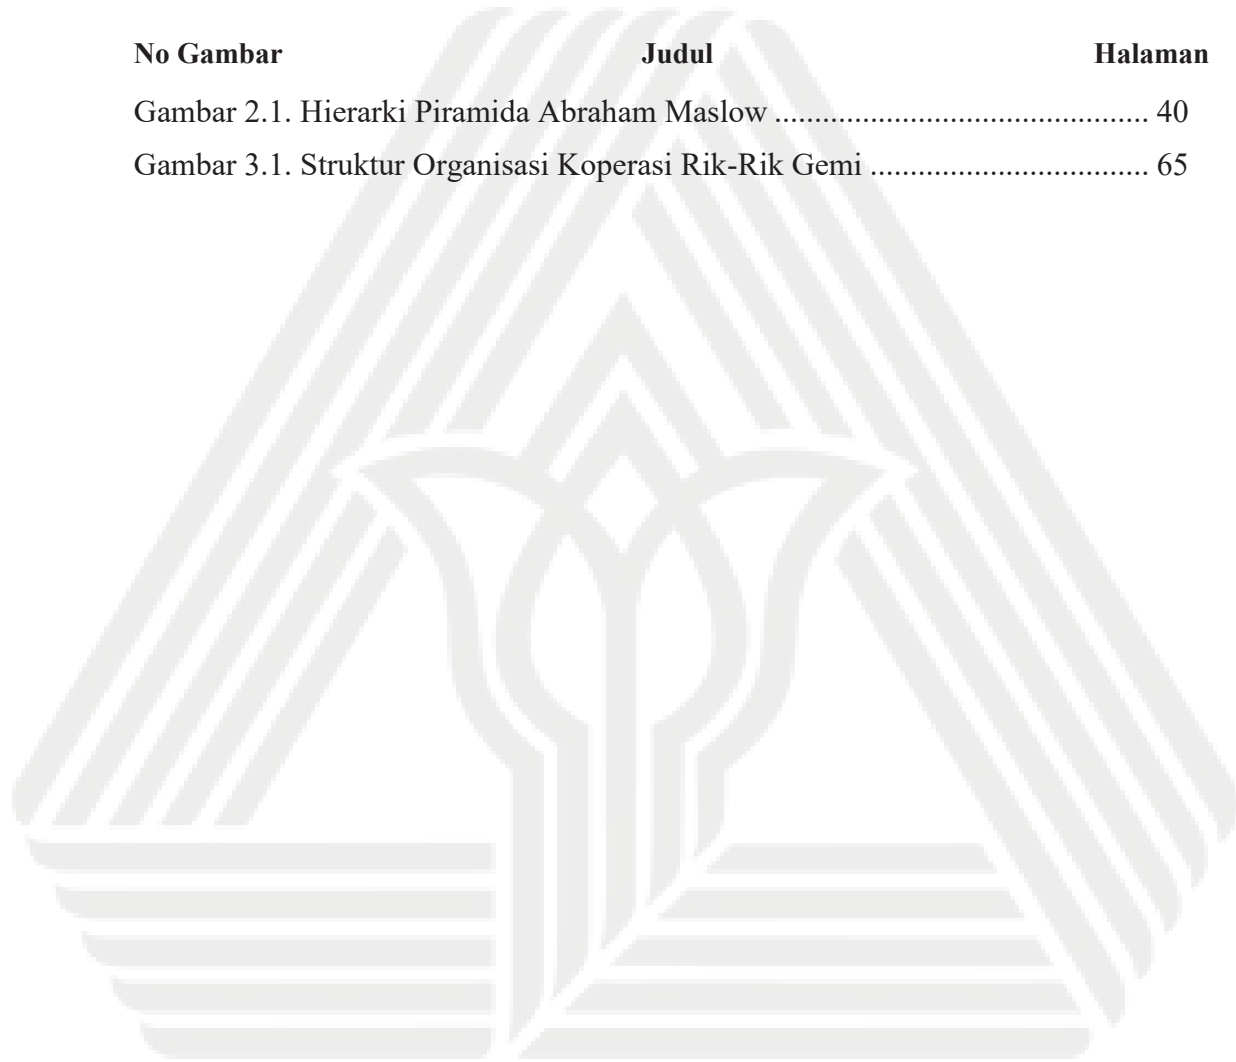 No Gambar Judul Halaman
Gambar 2.1. Hierarki Piramida Abraham Maslow ............................................... 40
Gambar 3.1. Struktur Organisasi Koperasi Rik-Rik Gemi ................................... 65